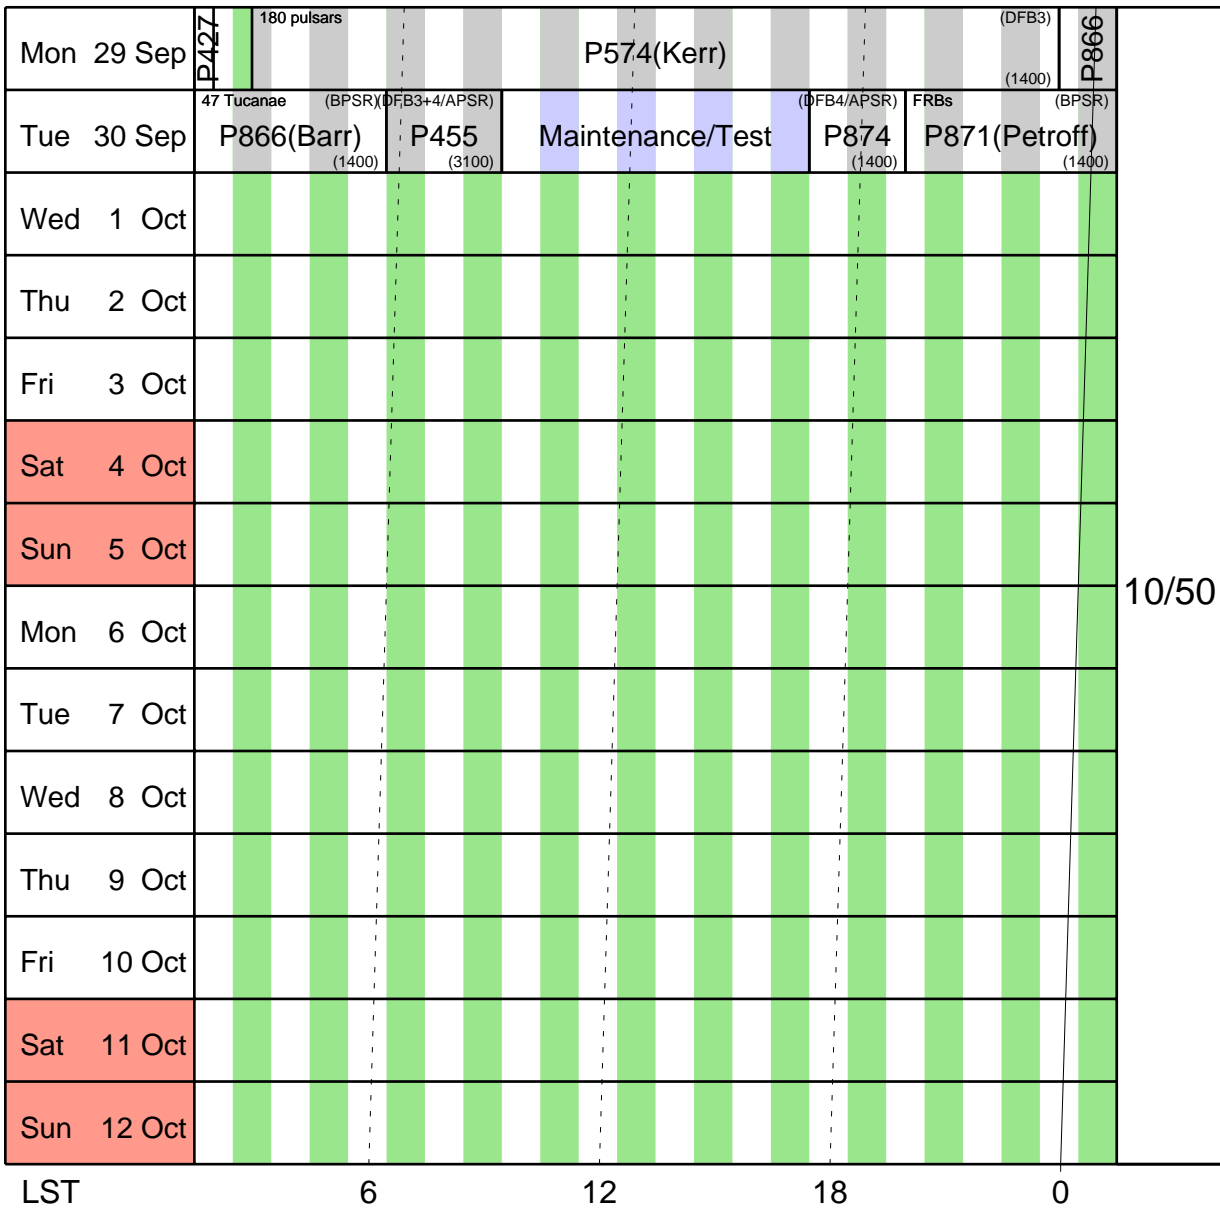 Mon 29 Sep P427 180 pulsars P574(Kerr) (DFB3) (1400) P866
Tue 30 Sep 47 Tucanae (BPSR) P866(Barr) (1400) (DFB3+4/APSR) P455 (3100) Maintenance/Test (DFB4/APSR) P874 (1400) FRBs (BPSR) P871(Petroff) (1400)
Wed 1 Oct
Thu 2 Oct
Fri 3 Oct
Sat 4 Oct
Sun 5 Oct
10/50
Mon 6 Oct
Tue 7 Oct
Wed 8 Oct
Thu 9 Oct
Fri 10 Oct
Sat 11 Oct
Sun 12 Oct
LST 6 12 18 0